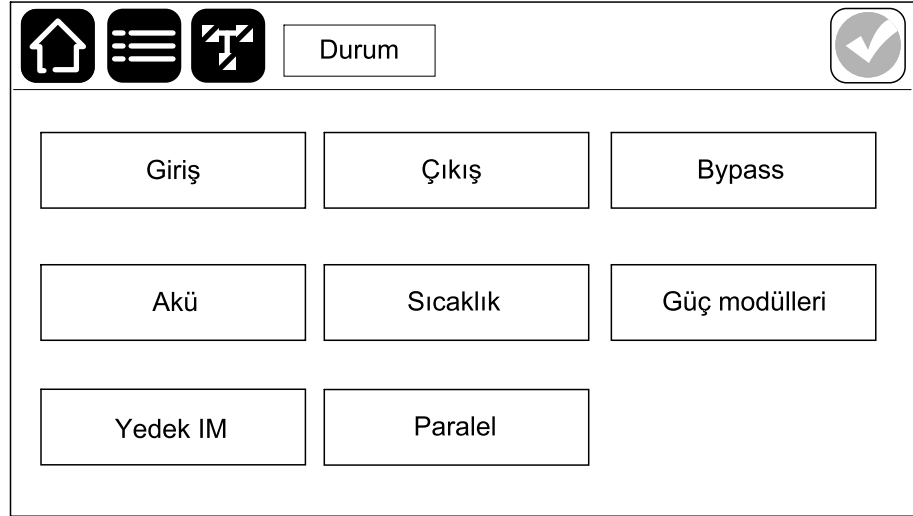 Durum
Giriş
Çıkış
Bypass
Akü
Sıcaklık
Güç modülleri
Yedek IM
Paralel